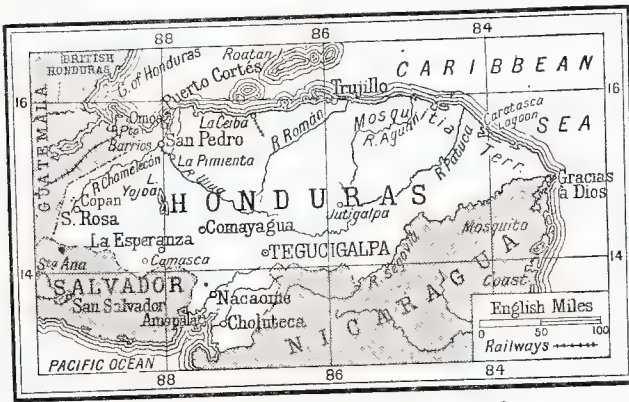 88
86
84
BRITISH
HONDURAS
G. of Honduras
Roatan
CARIBBEAN
SEA
16
16
Puerto Cortés
Trujillo
GUATEMALA
Omoa
Pto.
Barrios
La Ceiba
San Pedro
R. Román
Mosquitia
Terr.
R. Aguan
R. Patuca
Caratasca
Lagoon
La Pimienta
R. Chamelecón
R. Ulua
L.
Yojoa
HONDURAS
Copan
S. Rosa
Jutigalpa
Gracias
á Dios
Comayagua
La Esperanza
TEGUCIGALPA
Mosquito
Coast
Sta Ana
Camasca
R. Segovia
14
14
SALVADOR
San Salvador
Nacaome
Amapala
Choluteca
NICARAGUA
English Miles
0 50 100
Railways
PACIFIC OCEAN
88
86
84